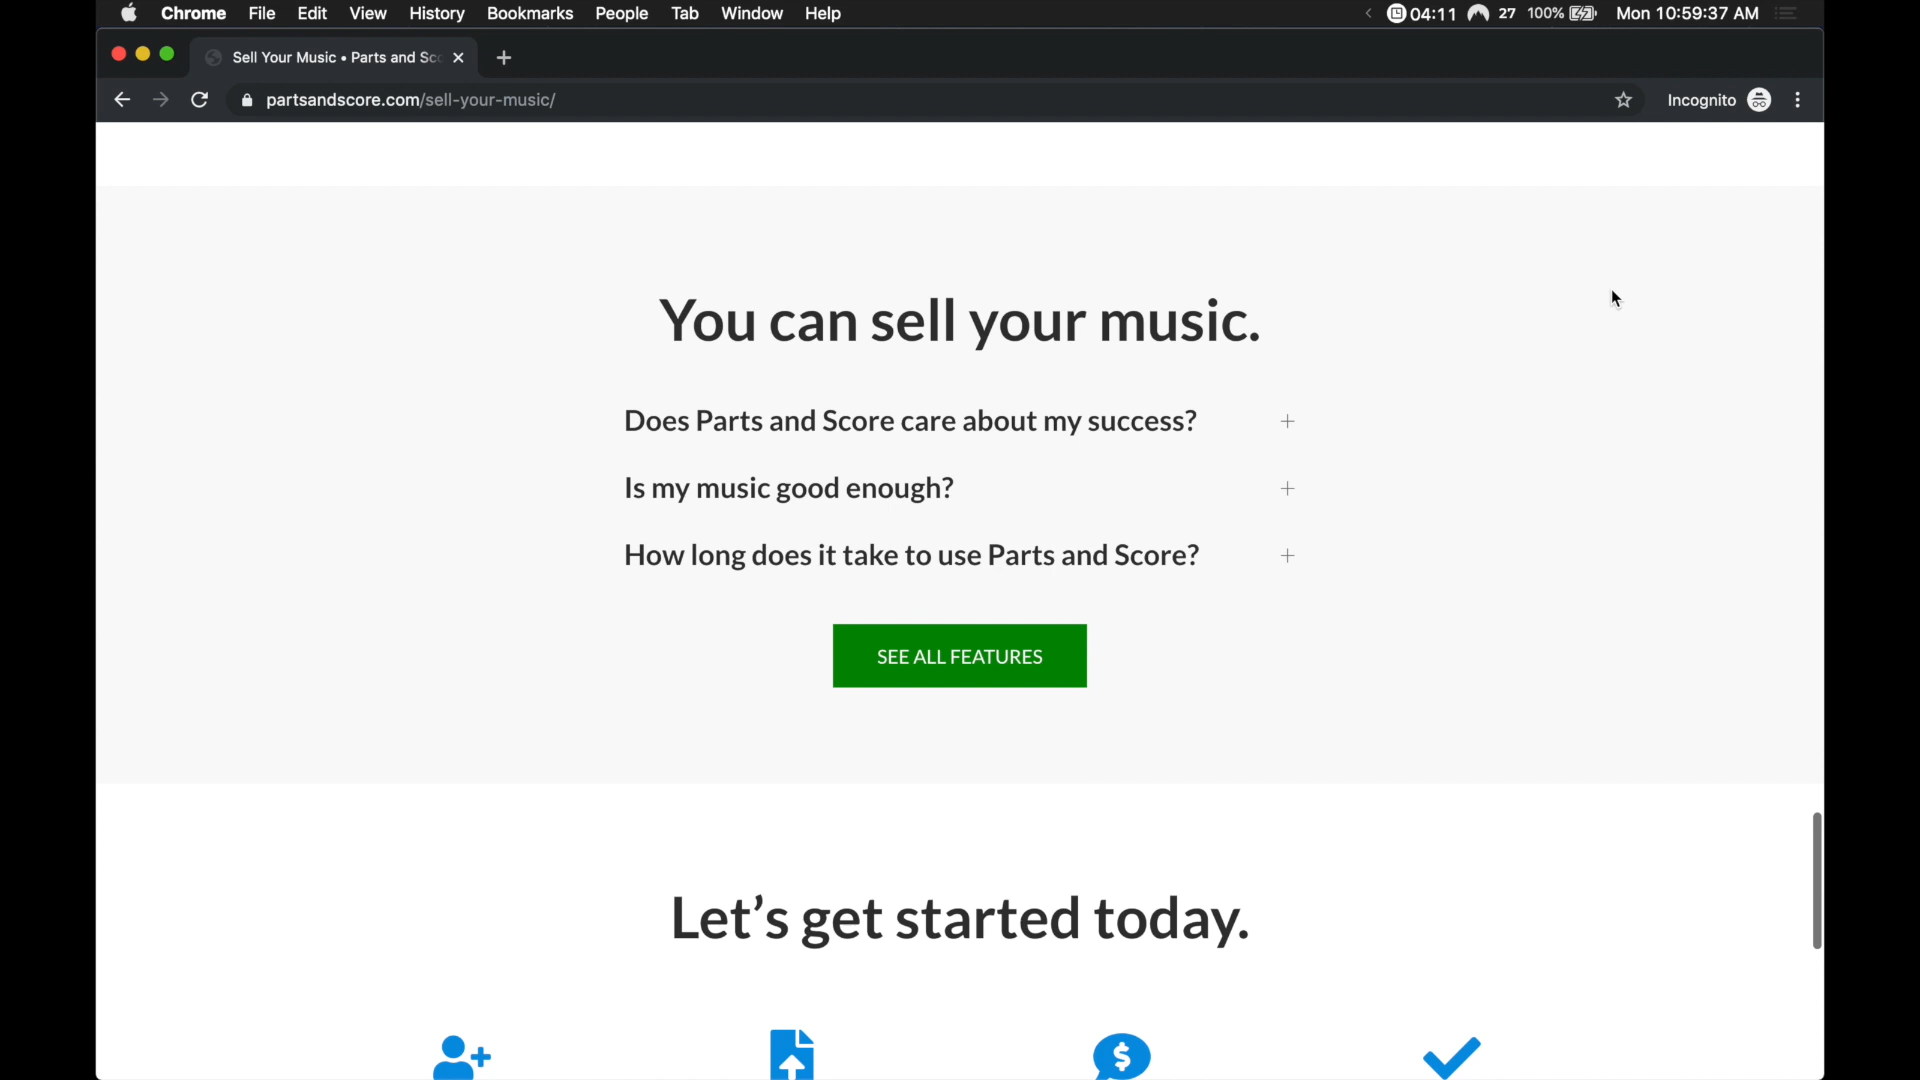 Chrome File Edit View History Bookmarks People Tab Window Help 04:11 27 100% Mon 10:59:37 AM
Sell Your Music • Parts and Sc
partsandscore.com/sell-your-music/ Incognito
You can sell your music.
Does Parts and Score care about my success? +
Is my music good enough? +
How long does it take to use Parts and Score? +
SEE ALL FEATURES
Let’s get started today.